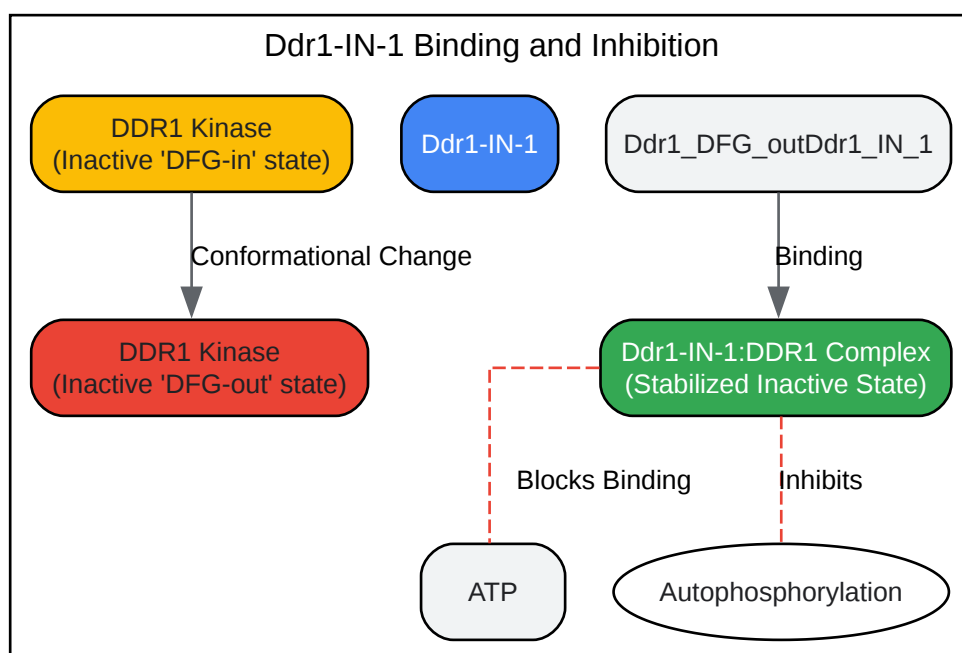 Ddr1-IN-1 Binding and Inhibition
DDR1 Kinase
(Inactive 'DFG-in' state)
Ddr1-IN-1
Ddr1_DFG_outDdr1_IN_1
Conformational Change
Binding
DDR1 Kinase
(Inactive 'DFG-out' state)
Ddr1-IN-1:DDR1 Complex
(Stabilized Inactive State)
Blocks Binding
Inhibits
ATP
Autophosphorylation